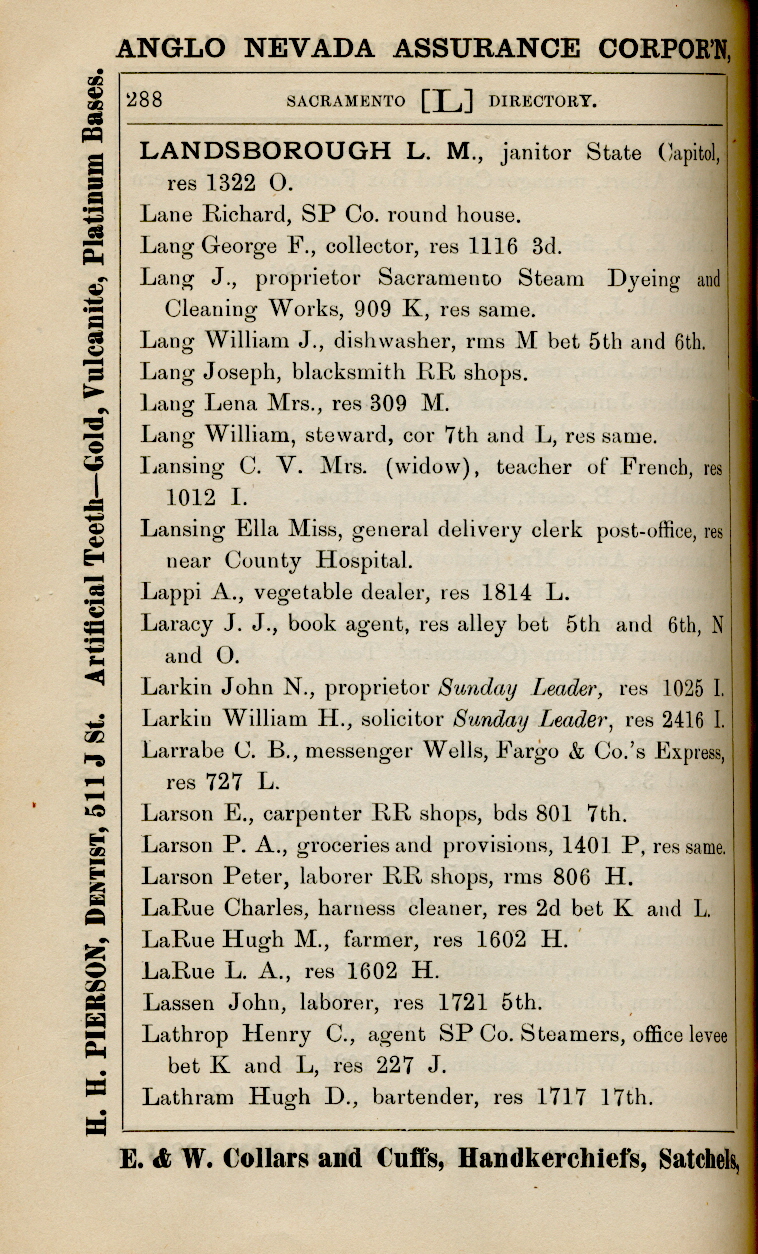 ANGLO NEVADA ASSURANCE CORPOR'N,
288 SACRAMENTO [L] DIRECTORY.
LANDSBOROUGH L. M., janitor State Capitol,
res 1322 O.
Lane Richard, SP Co. round house.
Lang George F., collector, res 1116 3d.
Lang J., proprietor Sacramento Steam Dyeing and
Cleaning Works, 909 K, res same.
Lang William J., dishwasher, rms M bet 5th and 6th.
Lang Joseph, blacksmith RR shops.
Lang Lena Mrs., res 309 M.
Lang William, steward, cor 7th and L, res same.
Lansing C. V. Mrs. (widow), teacher of French, res
1012 I.
Lansing Ella Miss, general delivery clerk post-office, res
near County Hospital.
Lappi A., vegetable dealer, res 1814 L.
Laracy J. J., book agent, res alley bet 5th and 6th, N
and O.
Larkin John N., proprietor Sunday Leader, res 1025 I.
Larkin William H., solicitor Sunday Leader, res 2416 I.
Larrabe C. B., messenger Wells, Fargo & Co.'s Express,
res 727 L.
Larson E., carpenter RR shops, bds 801 7th.
Larson P. A., groceries and provisions, 1401 P, res same.
Larson Peter, laborer RR shops, rms 806 H.
LaRue Charles, harness cleaner, res 2d bet K and L.
LaRue Hugh M., farmer, res 1602 H.
LaRue L. A., res 1602 H.
Lassen John, laborer, res 1721 5th.
Lathrop Henry C., agent SP Co. Steamers, office levee
bet K and L, res 227 J.
Lathram Hugh D., bartender, res 1717 17th.
E. & W. Collars and Cuffs, Handkerchiefs, Satchels,
H. H. PIERSON, DENTIST, 511 J St. Artificial Teeth—Gold, Vulcanite, Platinum Bases.